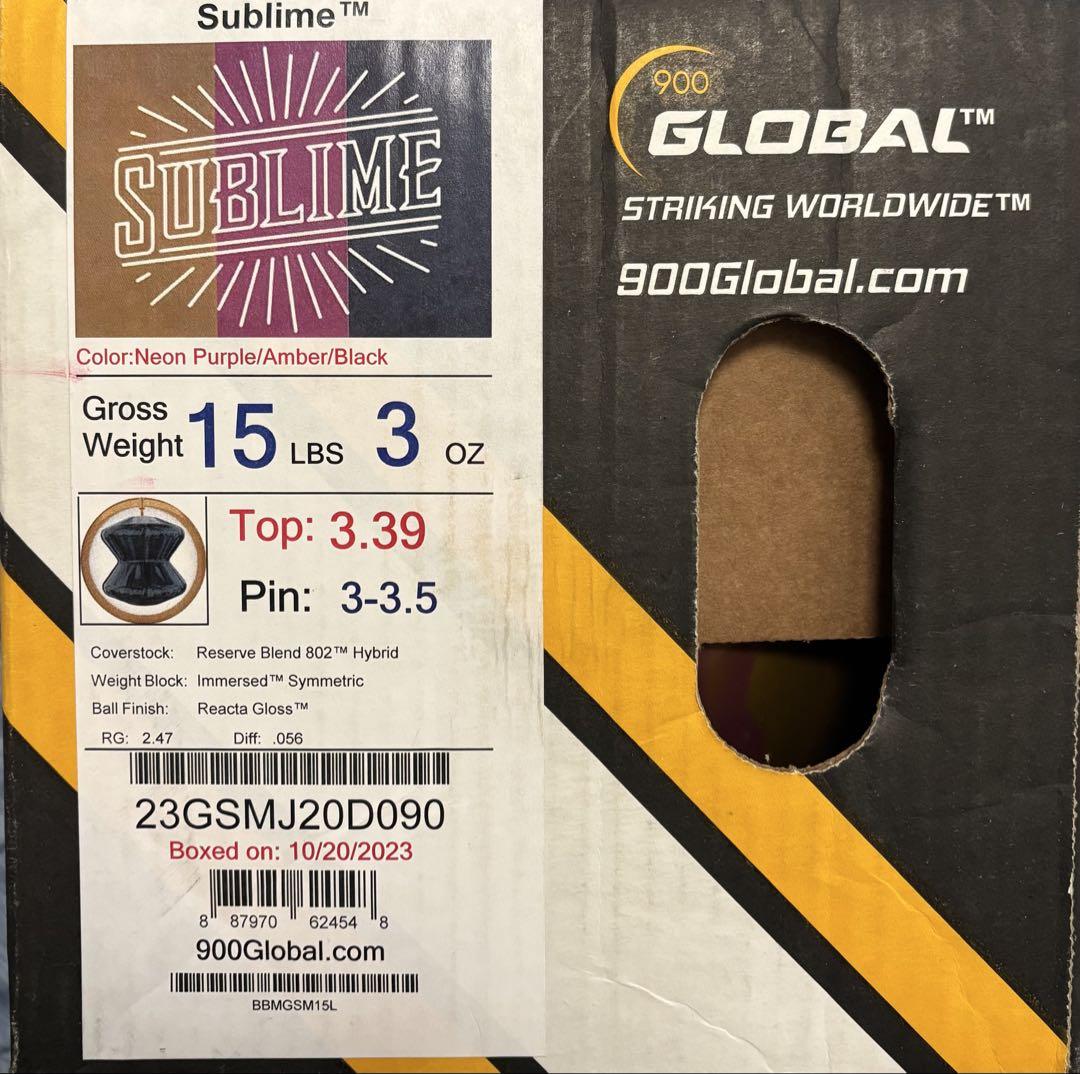 Sublime™
SUBLIME
Color:Neon Purple/Amber/Black
Gross Weight 15 LBS 3 OZ
Top: 3.39
Pin: 3-3.5
Coverstock: Reserve Blend 802™ Hybrid
Weight Block: Immersed™ Symmetric
Ball Finish: Reacta Gloss™
RG: 2.47 Diff: .056
23GSMJ20D090
Boxed on: 10/20/2023
8 87970 62454 8
900Global.com
BBMGSM15L
900
GLOBAL™
STRIKING WORLDWIDE™
900Global.com